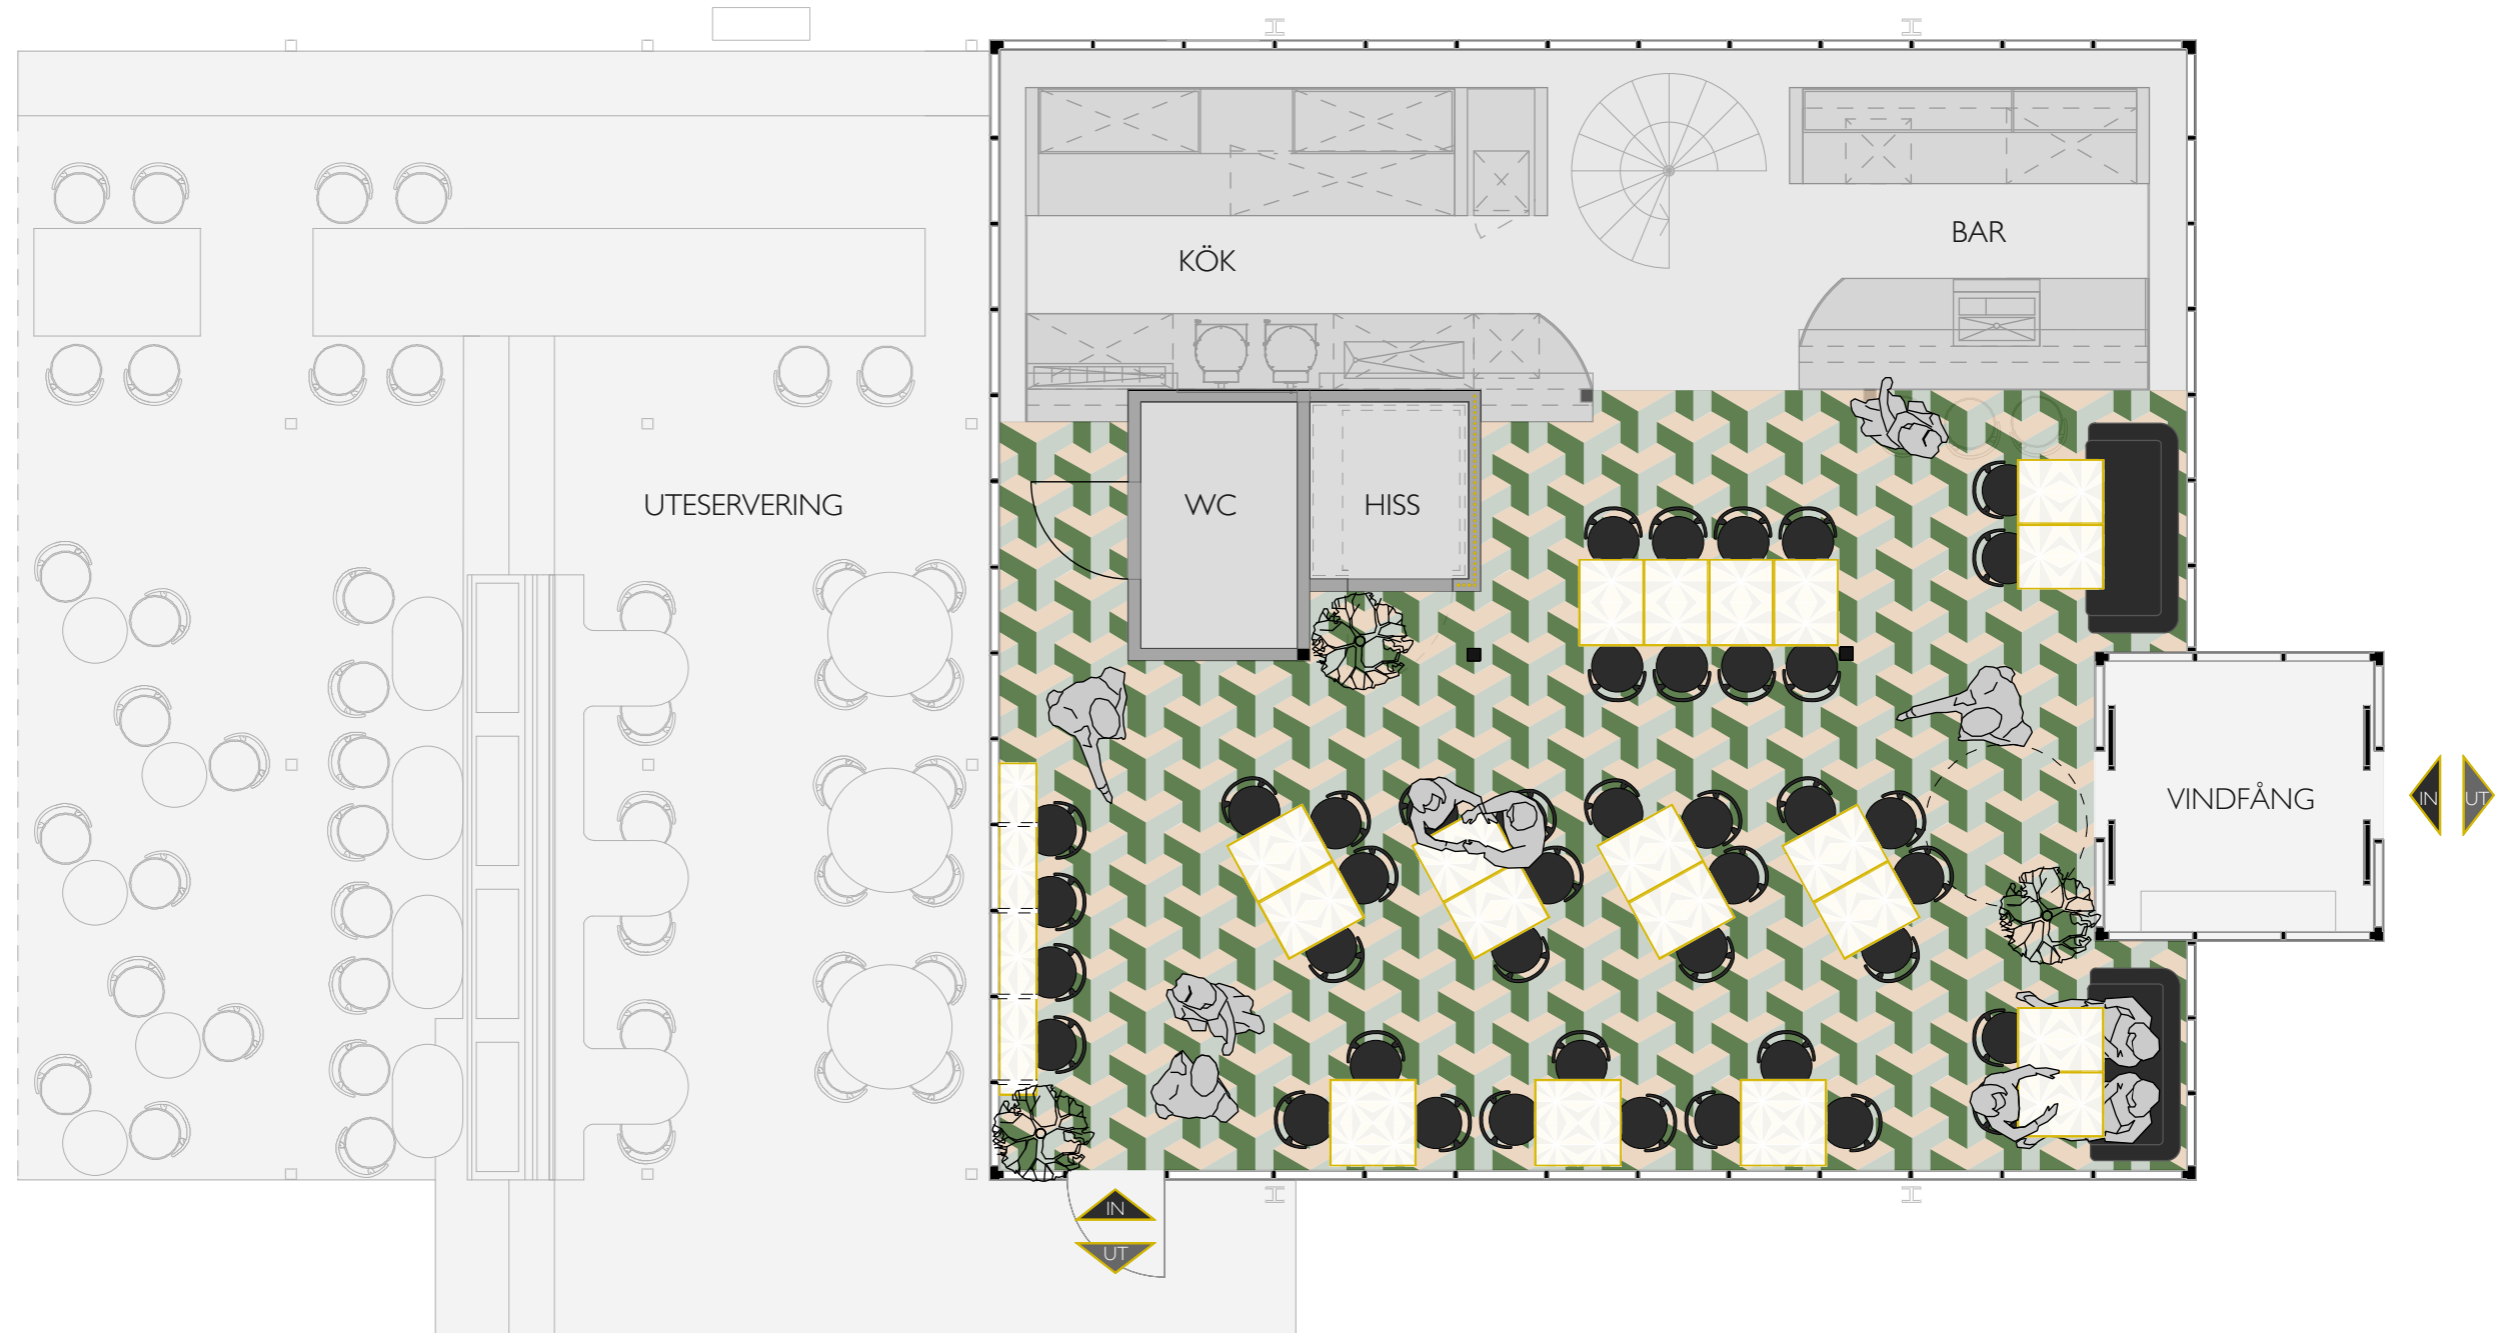 BAR
KÖK
UTESERVERING
WC
HISS
VINDFÅNG
IN
UT
IN
UT